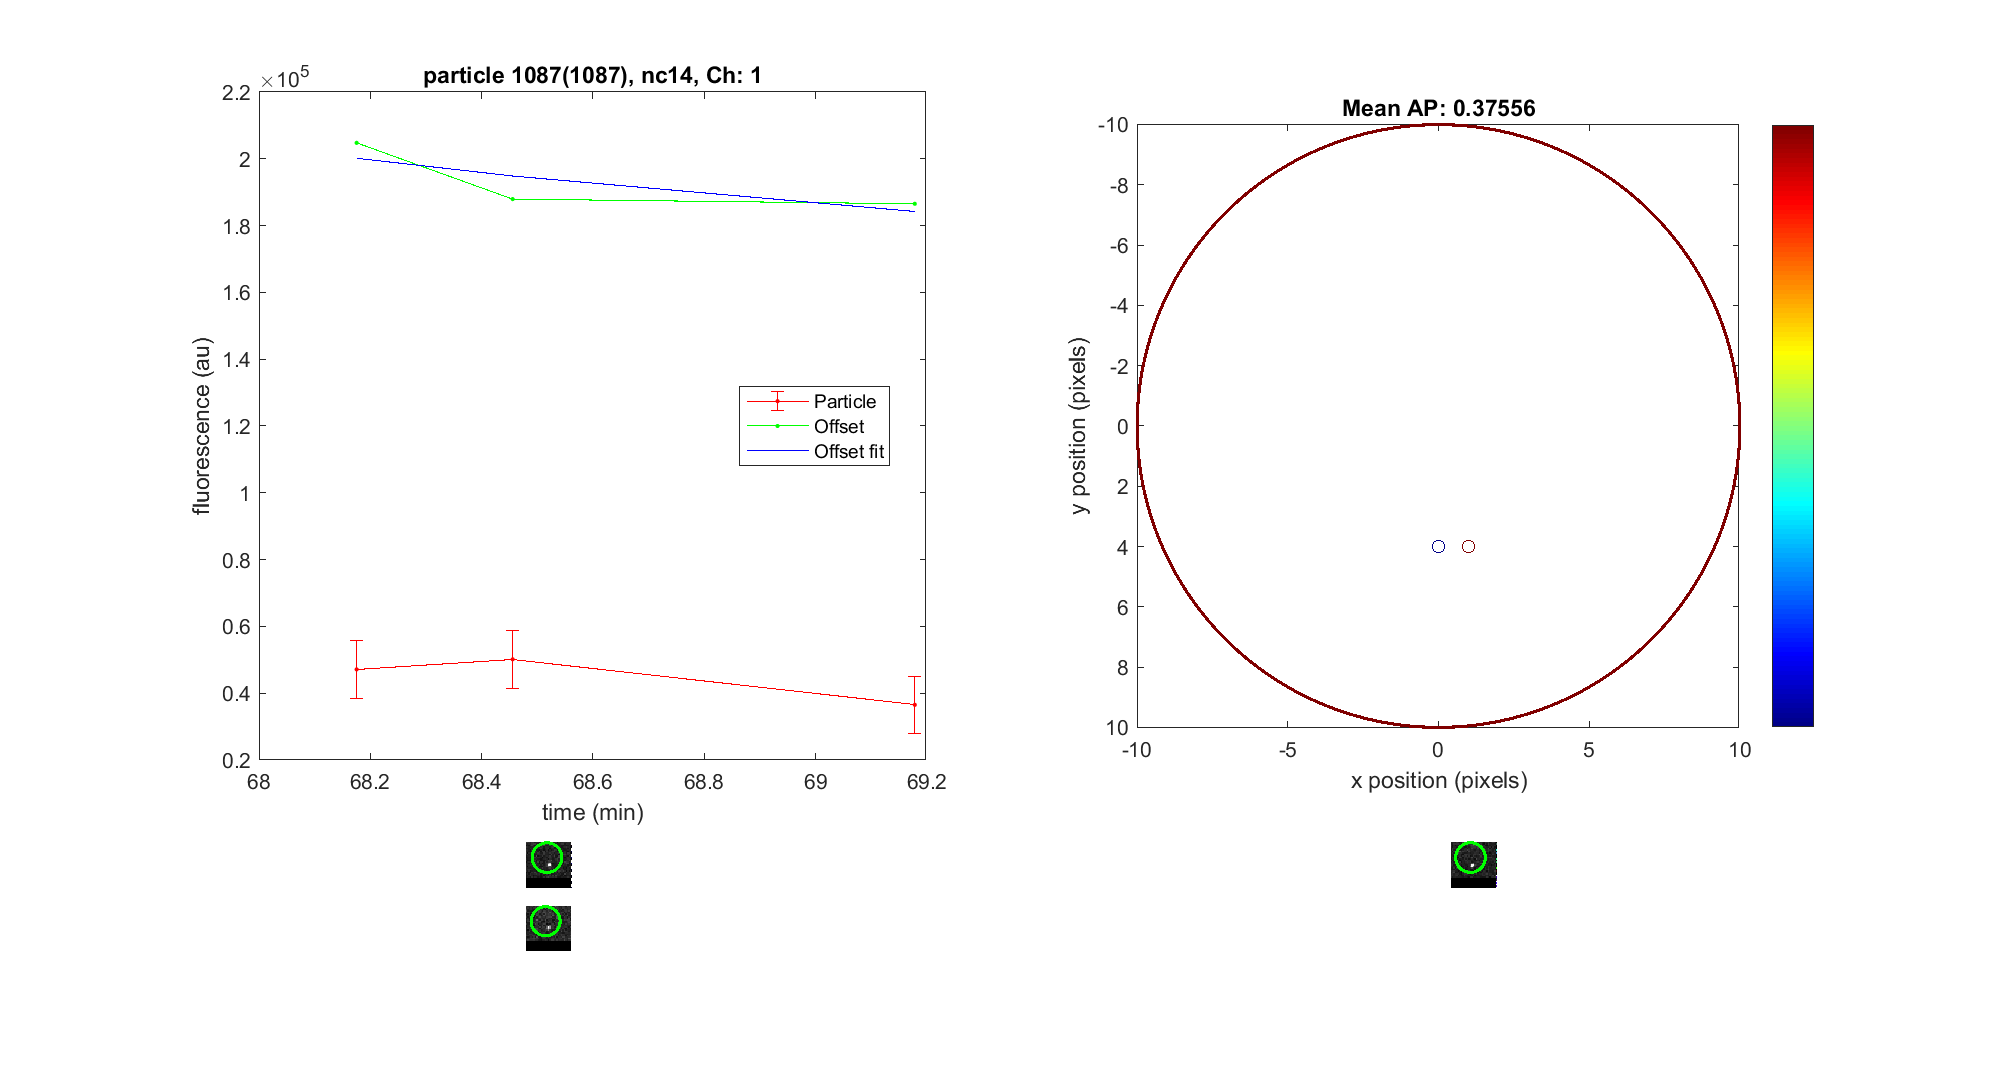 particle 1087(1087), nc14, Ch: 1
×10^5
2.2
2
1.8
1.6
1.4
1.2
1
0.8
0.6
0.4
0.2
fluorescence (au)
Particle
Offset
Offset fit
68 68.2 68.4 68.6 68.8 69 69.2
time (min)
Mean AP: 0.37556
-10
-8
-6
-4
-2
0
2
4
6
8
10
y position (pixels)
-10 -5 0 5 10
x position (pixels)